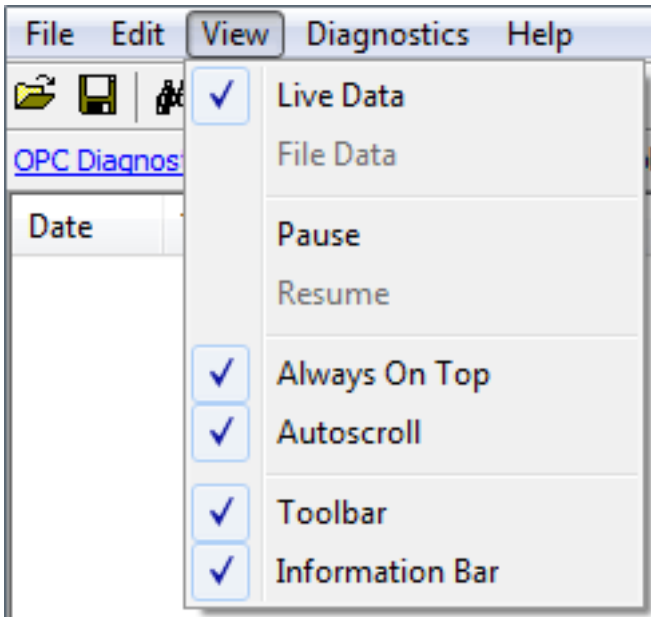 File Edit View Diagnostics Help
Live Data
OPC Diagnos
File Data
Date
Pause
Resume
Always On Top
Autoscroll
Toolbar
Information Bar